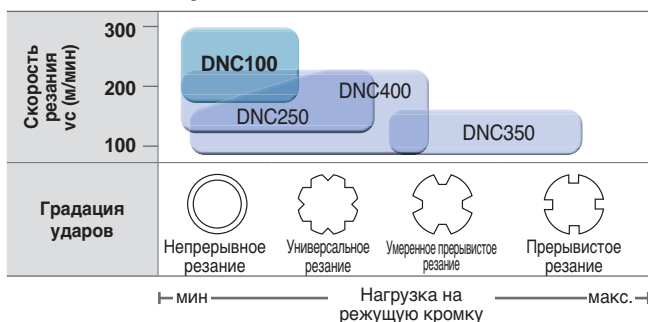 Скорость
резания
vc (м/мин)
300
200
100
DNC100
DNC400
DNC250
DNC350
Градация
ударов
Непрерывное
резание
Универсальное
резание
Умеренное прерывистое
резание
Прерывистое
резание
мин
Нагрузка на
режущую кромку
макс.